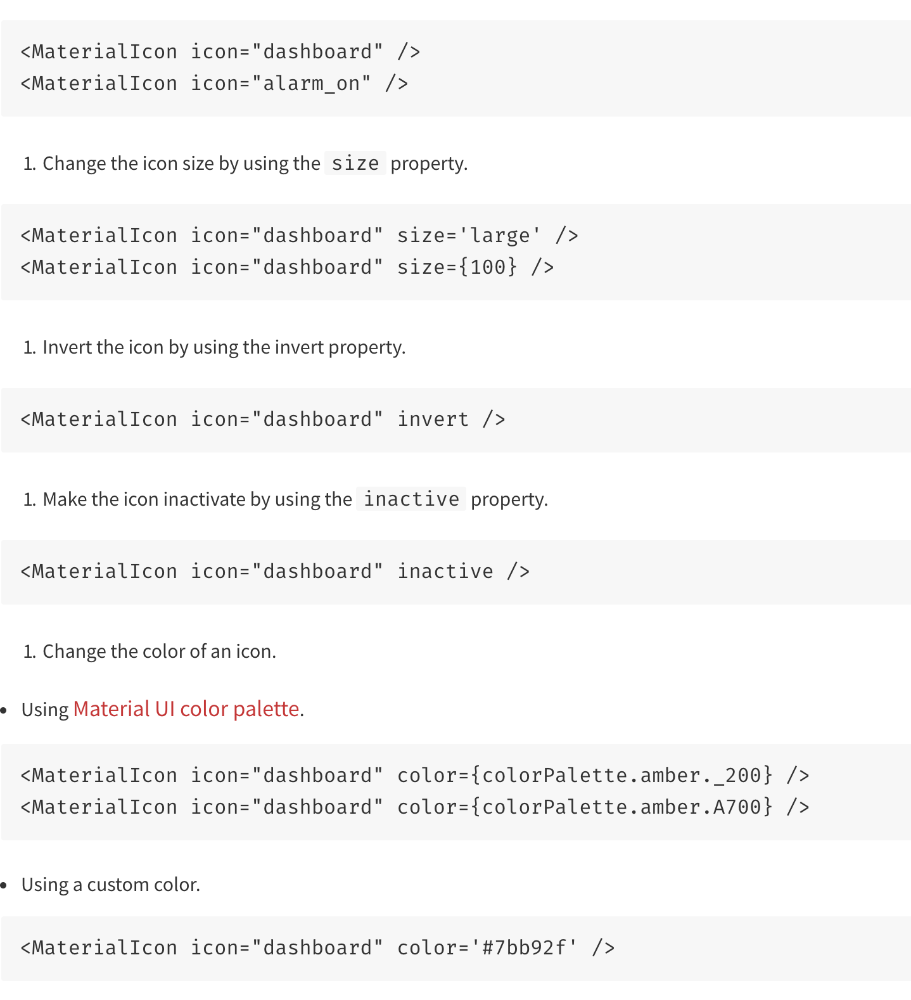 <MaterialIcon icon="dashboard" />
<MaterialIcon icon="alarm_on" />
1. Change the icon size by using the size property.
<MaterialIcon icon="dashboard" size='large' />
<MaterialIcon icon="dashboard" size={100} />
1. Invert the icon by using the invert property.
<MaterialIcon icon="dashboard" invert />
1. Make the icon inactivate by using the inactive property.
<MaterialIcon icon="dashboard" inactive />
1. Change the color of an icon.
• Using Material UI color palette.
<MaterialIcon icon="dashboard" color={colorPalette.amber._200} />
<MaterialIcon icon="dashboard" color={colorPalette.amber.A700} />
• Using a custom color.
<MaterialIcon icon="dashboard" color='#7bb92f' />